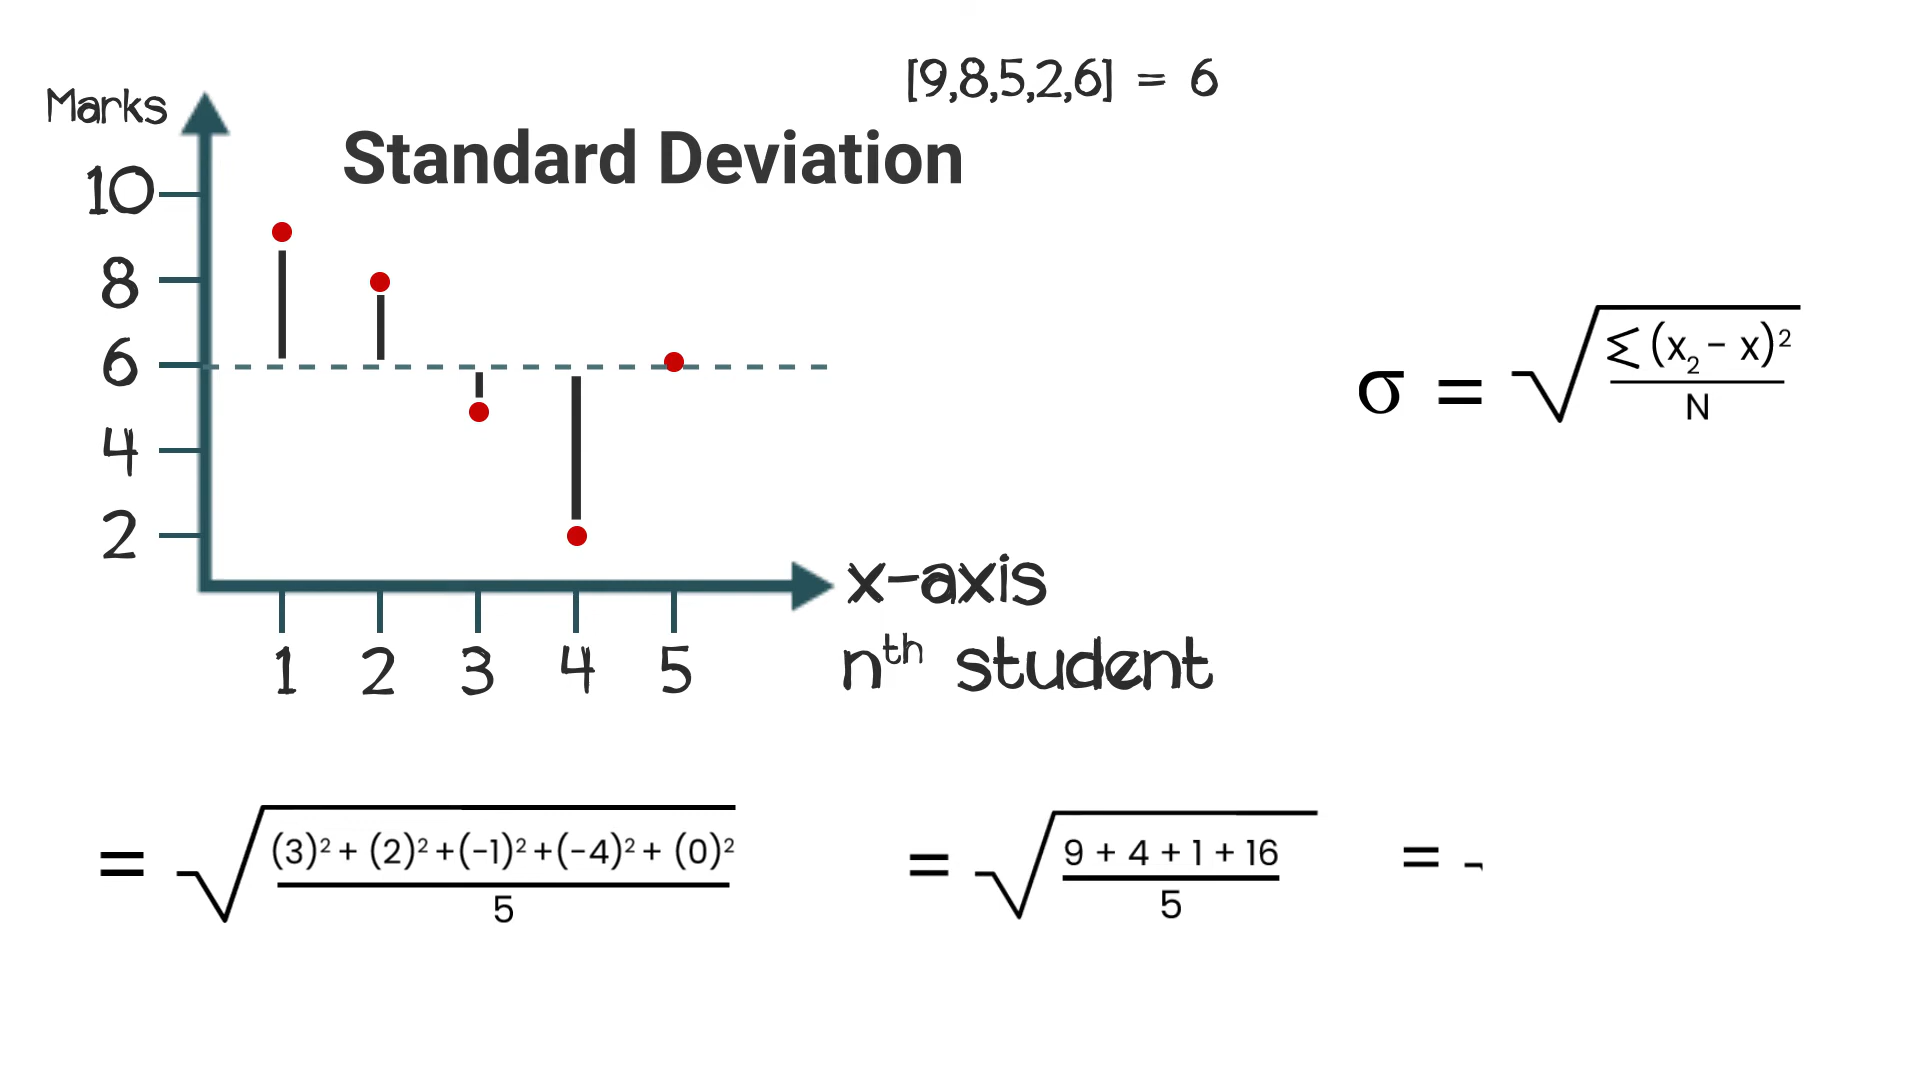 [9,8,5,2,6] = 6
Marks
Standard Deviation
10
8
6
4
2
x-axis
1 2 3 4 5
nᵗʰ student
σ = √(∑(x₂ - x)² / N)
= √((3)² + (2)² + (-1)² + (-4)² + (0)² / 5) = √(9 + 4 + 1 + 16 / 5) =